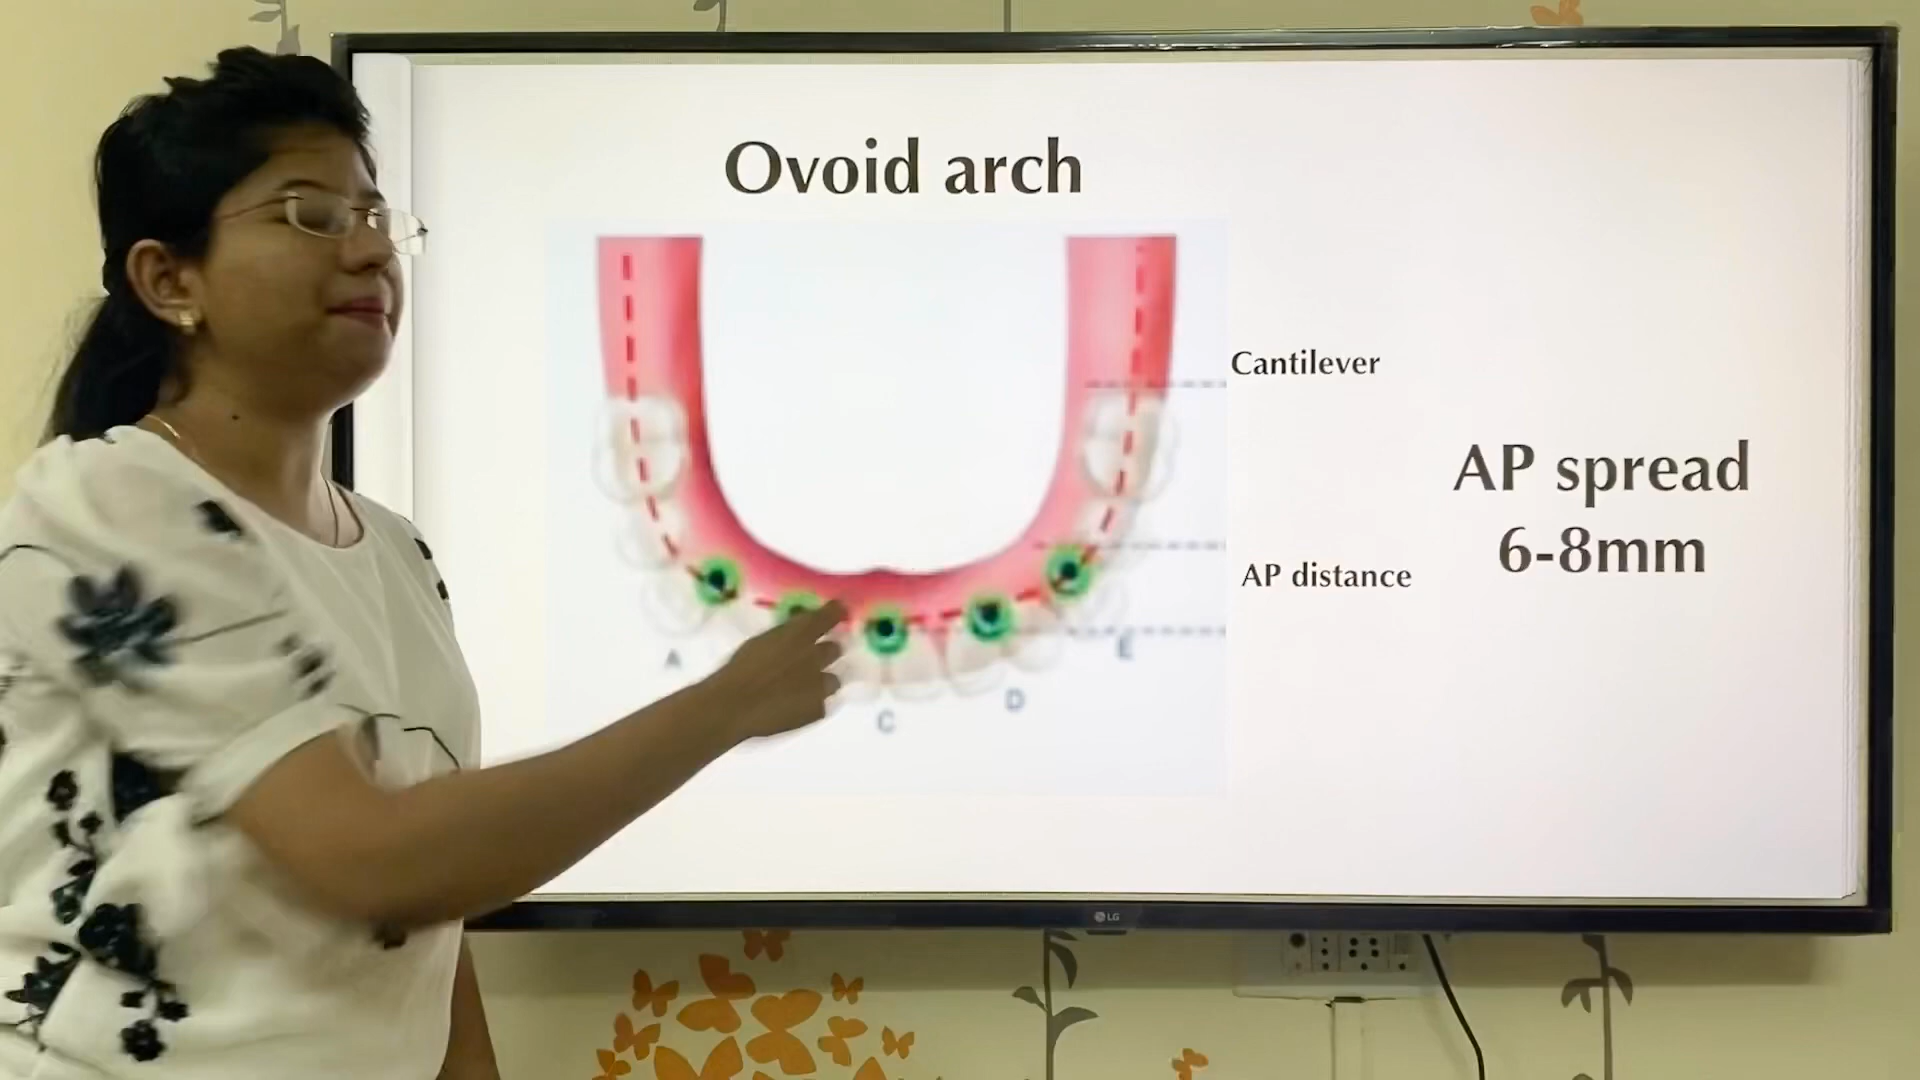 Ovoid arch
Cantilever
AP spread
6-8mm
AP distance
A
E
D
C
LG